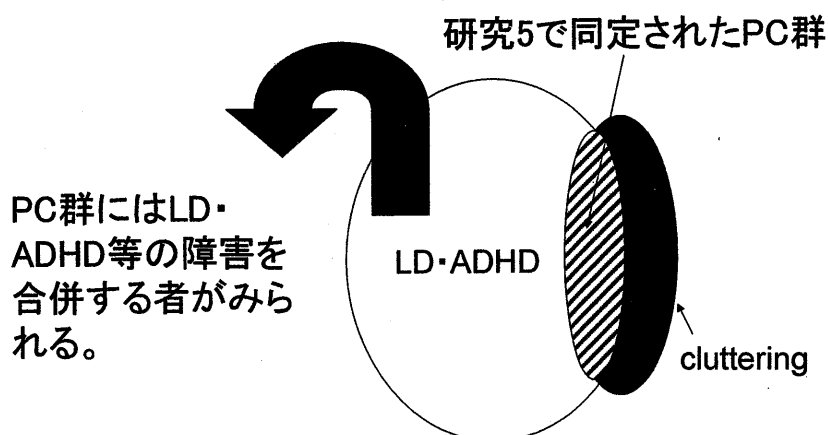 研究5で同定されたPC群
PC群にはLD・
ADHD等の障害を
合併する者がみら
れる。
LD・ADHD
cluttering